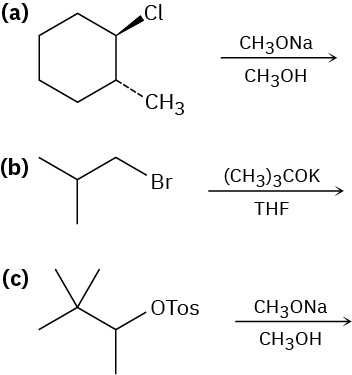 (a)
Cl
CH₃ONa
CH₃OH
CH₃
(b)
Br
(CH₃)₃COK
THF
(c)
OTos
CH₃ONa
CH₃OH